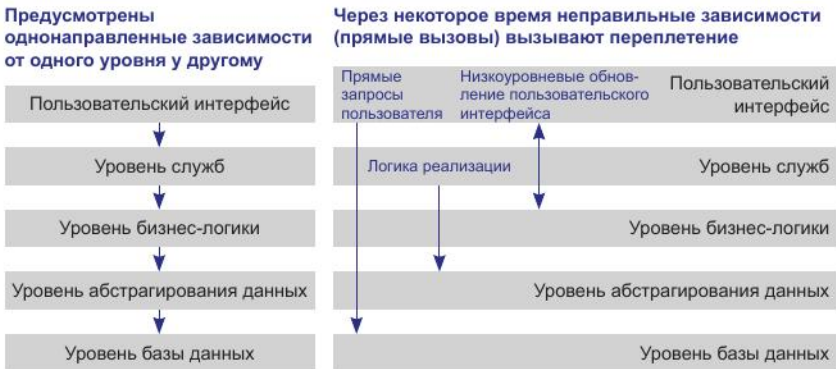 Предусмотрены
однонаправленные зависимости
от одного уровня у другому
Пользовательский интерфейс
Уровень служб
Уровень бизнес-логики
Уровень абстрагирования данных
Уровень базы данных
Через некоторое время неправильные зависимости
(прямые вызовы) вызывают переплетение
Прямые
запросы
пользователя
Низкоуровневые обнов-
ление пользовательского
интерфейса
Пользовательский
интерфейс
Логика реализации
Уровень служб
Уровень бизнес-логики
Уровень абстрагирования данных
Уровень базы данных